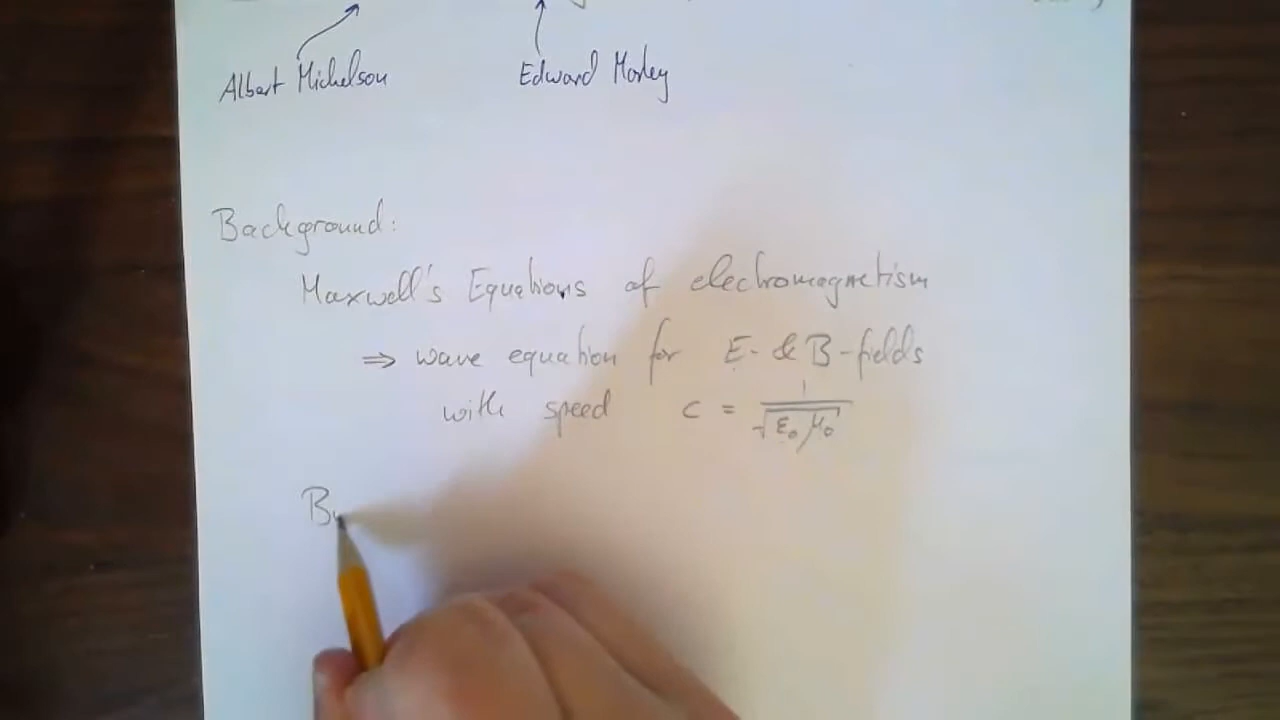 Albert Michelson Edward Morley
Background:
Maxwell's Equations of electromagnetism
⇒ wave equation for E- & B-fields
with speed c = 1/√ε₀μ₀